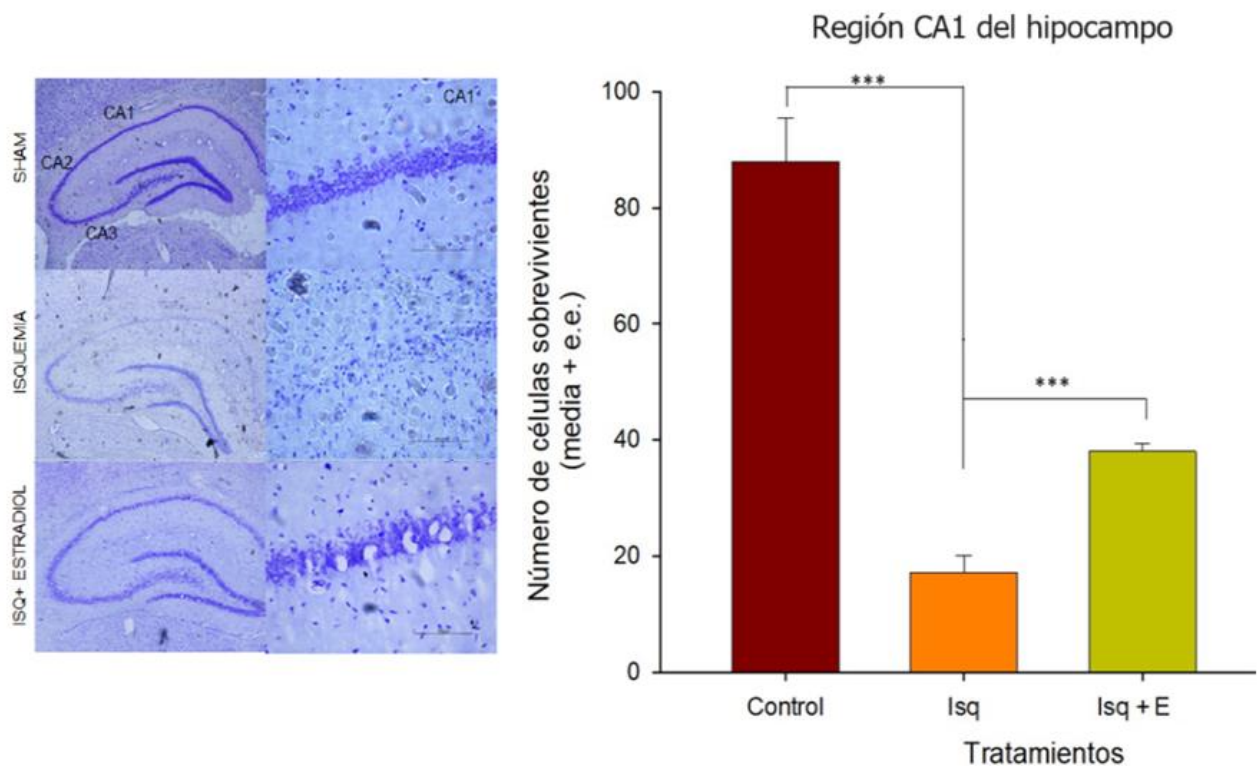 SHAM
ISQUEMIA
ISQ+ ESTRADIOL
CA1
CA2
CA3
CA1
Región CA1 del hipocampo
Número de células sobrevivientes
(media + e.e.)
100
80
60
40
20
0
***
***
Control
Isq
Isq + E
Tratamientos